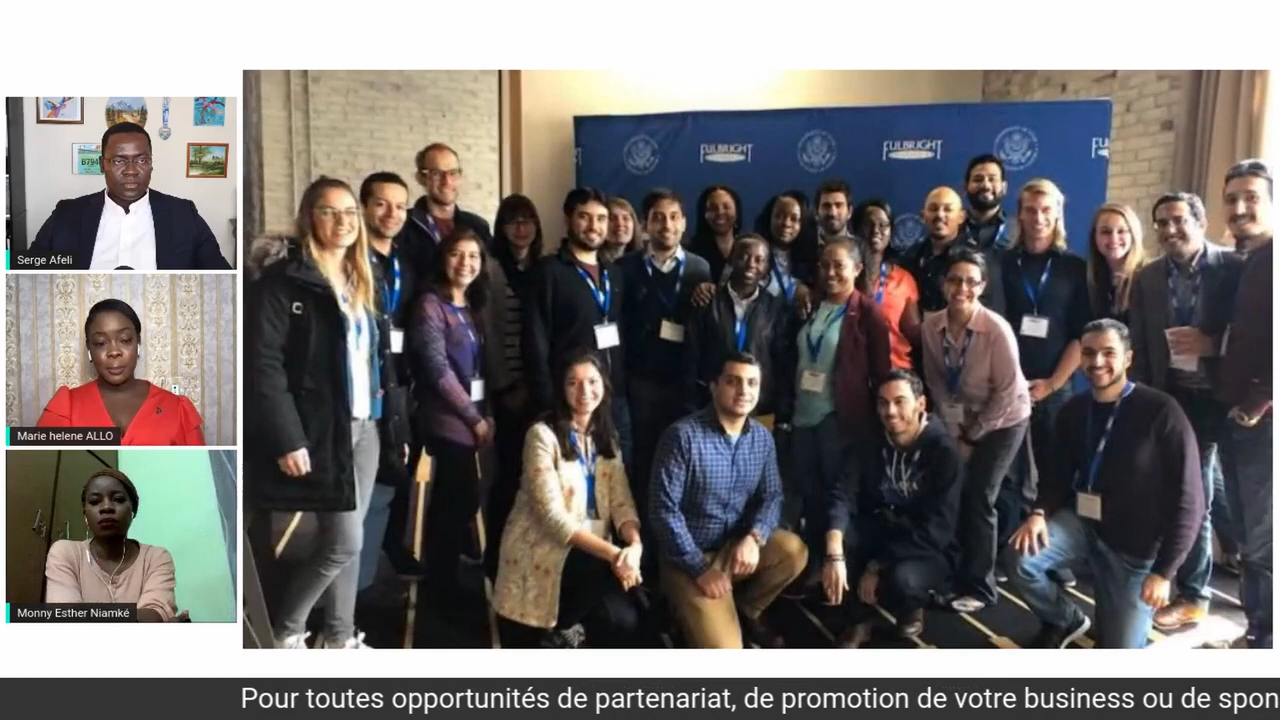 B794
Serge Afeli
Marie helene ALLO
Monny Esther Niamké
FULBRIGHT
FULBRIGHT
Pour toutes opportunités de partenariat, de promotion de votre business ou de spon